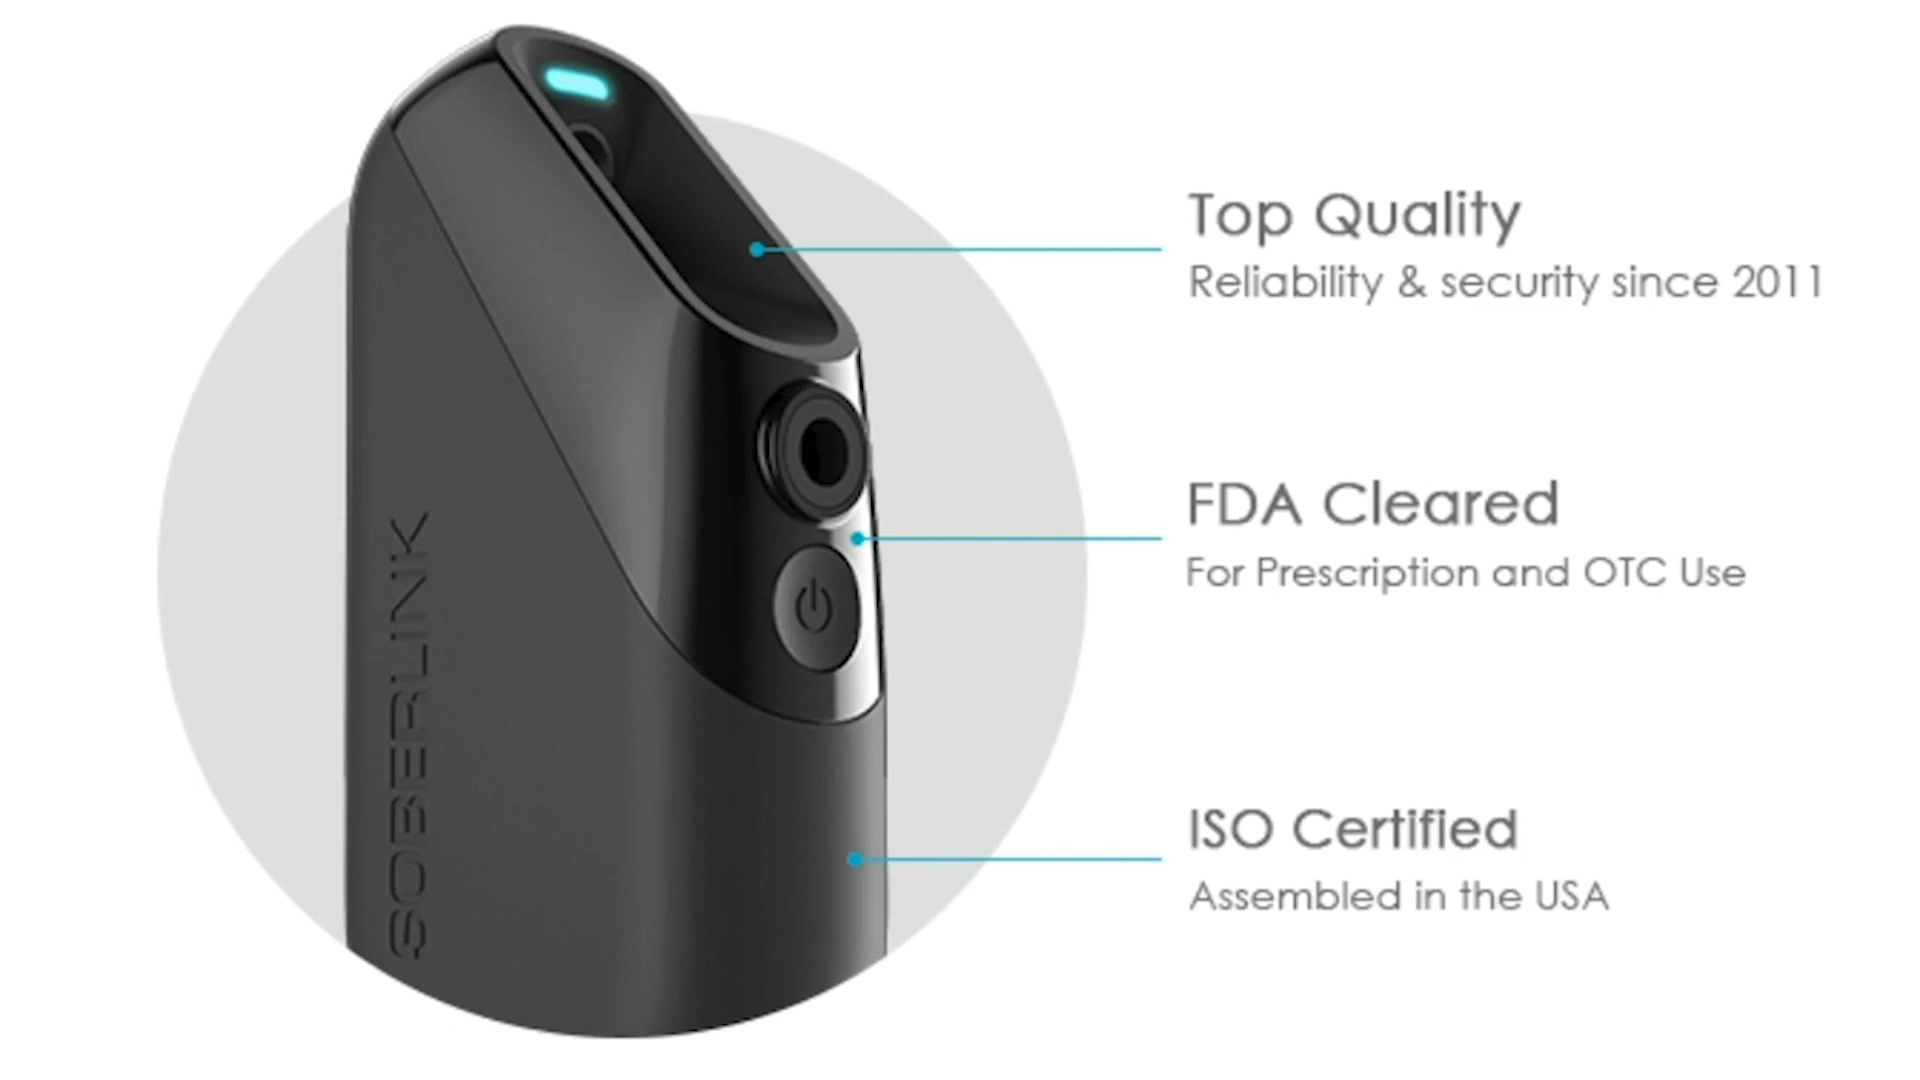 SOBERLINK
Top Quality
Reliability & security since 2011
FDA Cleared
For Prescription and OTC Use
ISO Certified
Assembled in the USA